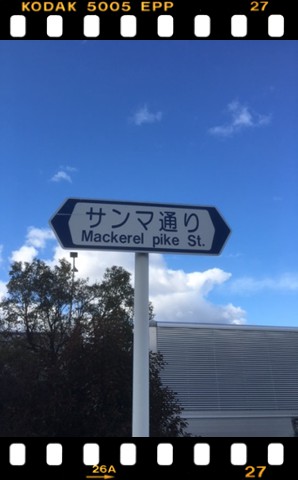 KODAK 5005 EPP 27
サンマ通り
Mackerel pike St.
26A 27